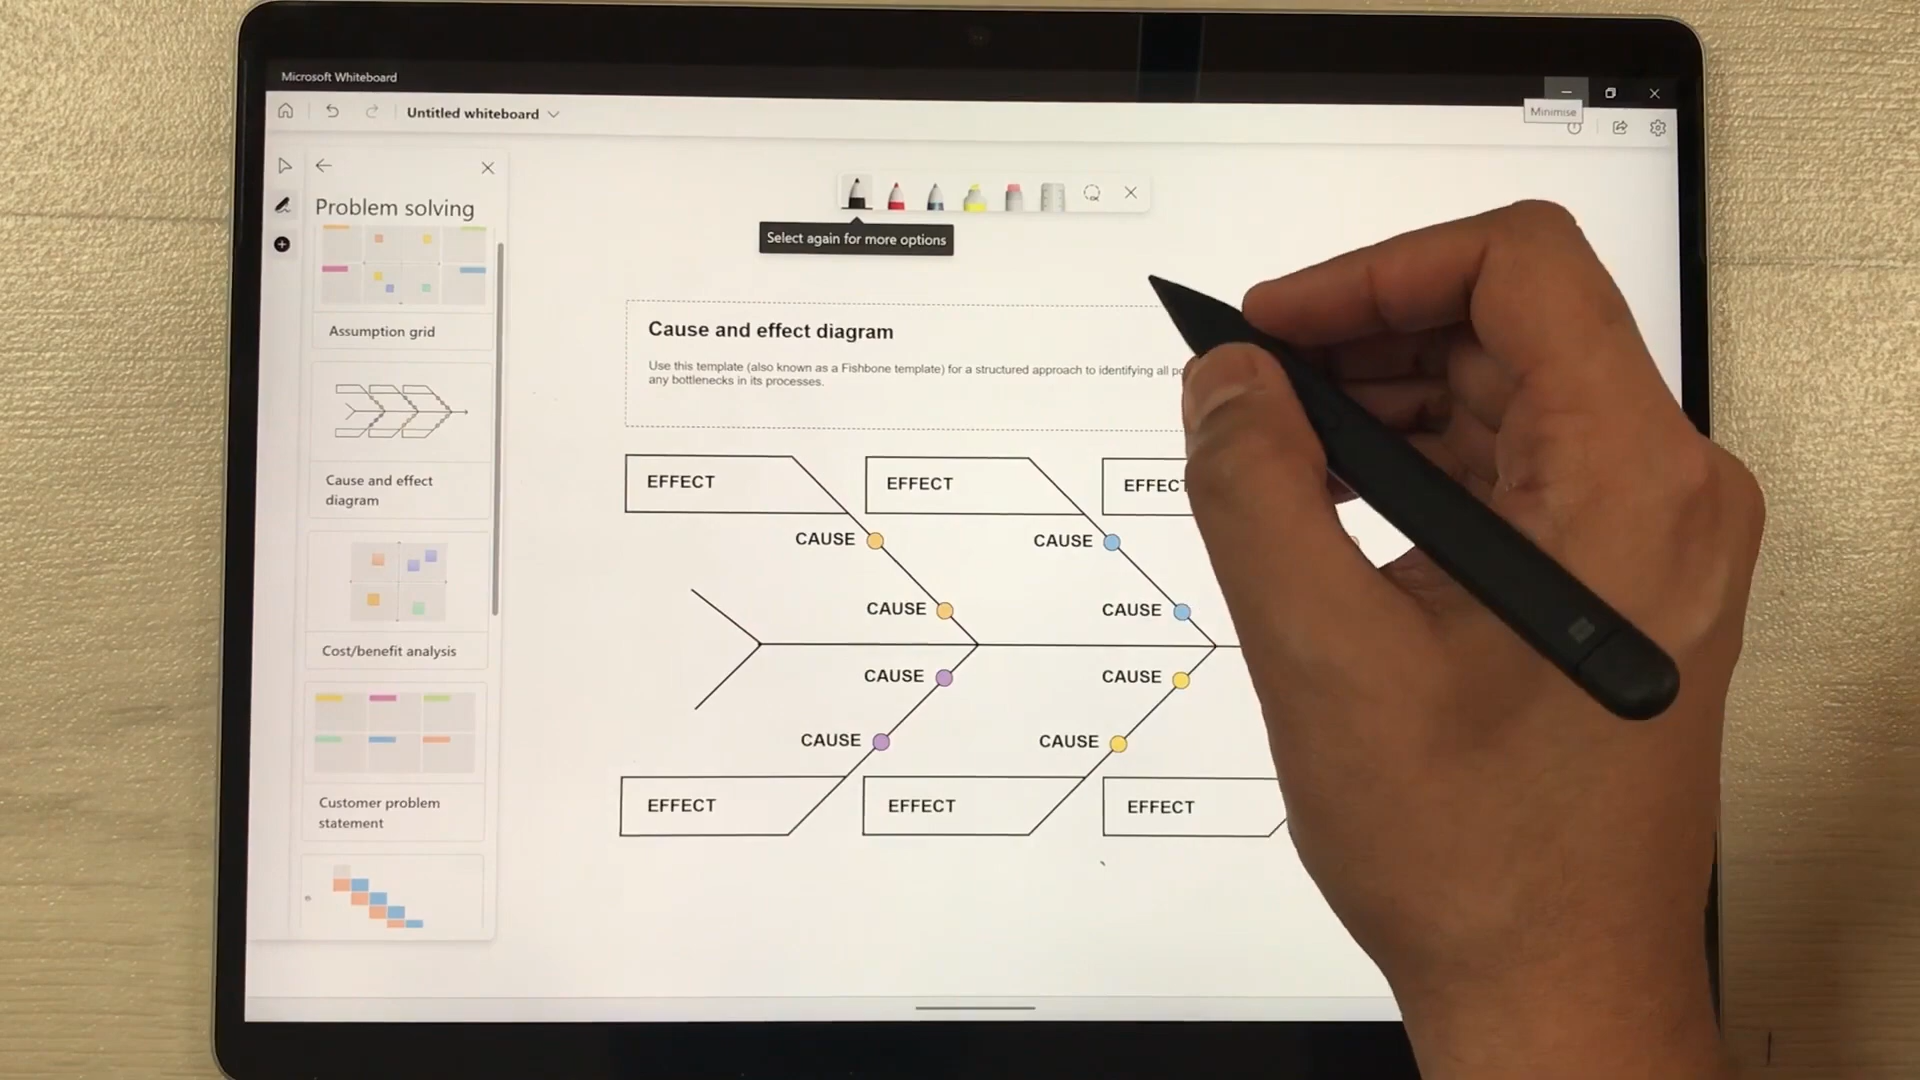 Microsoft Whiteboard
Untitled whiteboard
Minimise
Problem solving
Select again for more options
Assumption grid
Cause and effect
diagram
Cost/benefit analysis
Customer problem
statement
Cause and effect diagram
Use this template (also known as a Fishbone template) for a structured approach to identifying all
any bottlenecks in its processes.
EFFECT
EFFECT
EFFECT
CAUSE
CAUSE
CAUSE
CAUSE
CAUSE
CAUSE
CAUSE
CAUSE
EFFECT
EFFECT
EFFECT